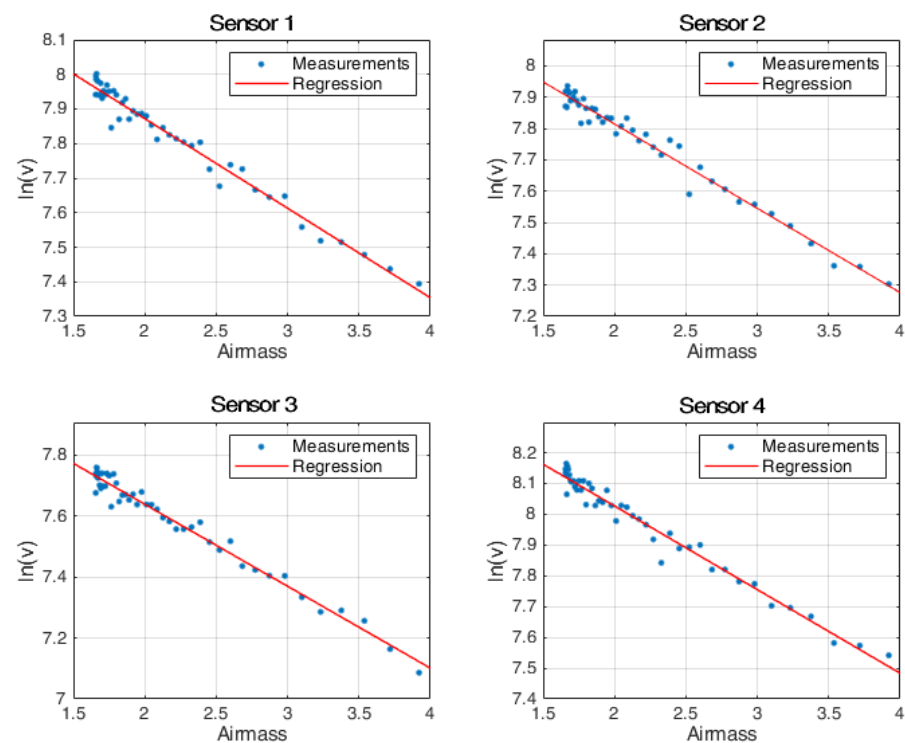 Sensor 1
8.1
8
7.9
7.8
7.7
7.6
7.5
7.4
7.3
ln(v)
Measurements
Regression
1.5 2 2.5 3 3.5 4
Airmass
Sensor 2
8
7.9
7.8
7.7
7.6
7.5
7.4
7.3
7.2
ln(v)
Measurements
Regression
1.5 2 2.5 3 3.5 4
Airmass
Sensor 3
7.8
7.6
7.4
7.2
7
ln(v)
Measurements
Regression
1.5 2 2.5 3 3.5 4
Airmass
Sensor 4
8.2
8.1
8
7.9
7.8
7.7
7.6
7.5
7.4
ln(v)
Measurements
Regression
1.5 2 2.5 3 3.5 4
Airmass